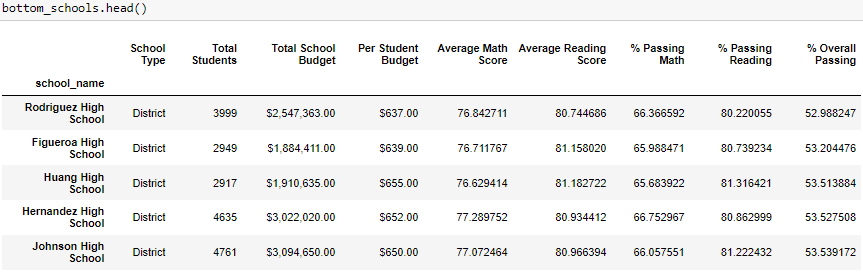 bottom_schools.head()
School Type Total Students Total School Budget Per Student Budget Average Math Score Average Reading Score % Passing Math % Passing Reading % Overall Passing
school_name
Rodriguez High School District 3999 $2,547,363.00 $637.00 76.842711 80.744686 66.366592 80.220055 52.988247
Figueroa High School District 2949 $1,884,411.00 $639.00 76.711767 81.158020 65.988471 80.739234 53.204476
Huang High School District 2917 $1,910,635.00 $655.00 76.629414 81.182722 65.683922 81.316421 53.513884
Hernandez High School District 4635 $3,022,020.00 $652.00 77.289752 80.934412 66.752967 80.862999 53.527508
Johnson High School District 4761 $3,094,650.00 $650.00 77.072464 80.966394 66.057551 81.222432 53.539172